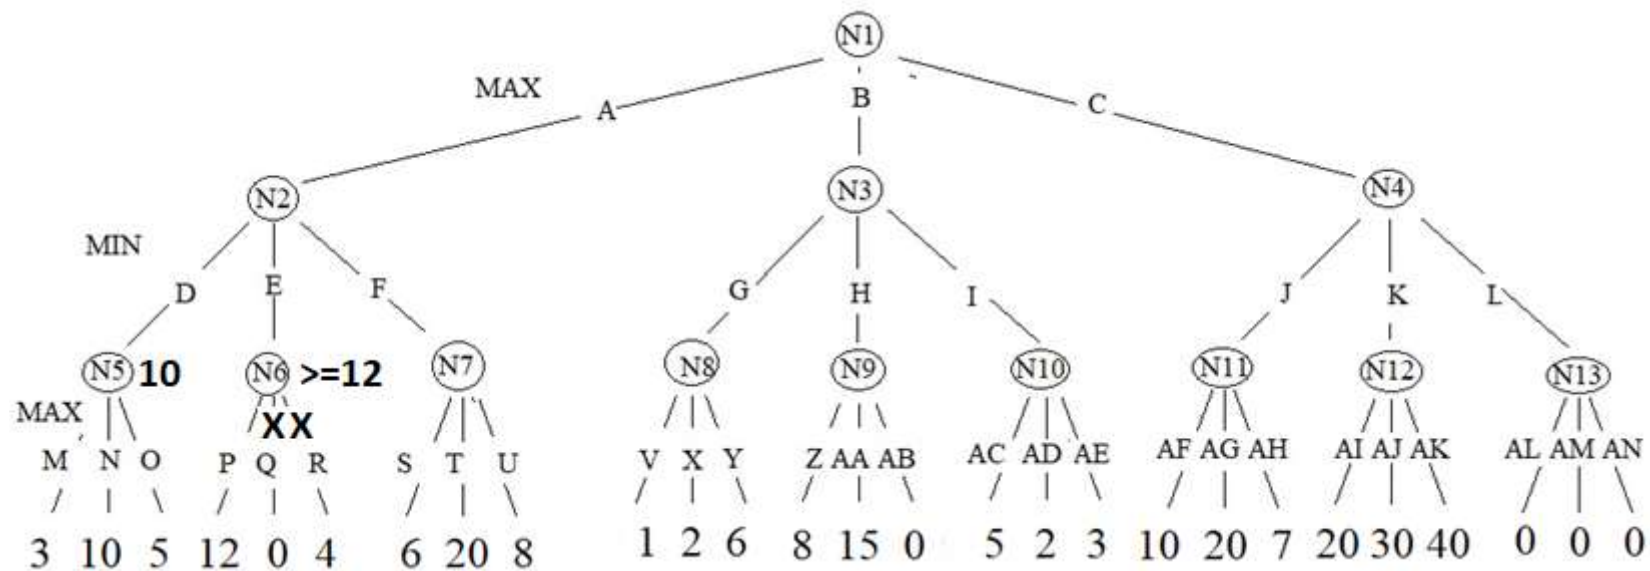 N1
MAX A B C
N2 N3 N4
MIN
D E F G H I J K L
N5 10 N6 >=12 N7 N8 N9 N10 N11 N12 N13
MAX X X
M N O P Q R S T U V X Y Z AA AB AC AD AE AF AG AH AI AJ AK AL AM AN
3 10 5 12 0 4 6 20 8 1 2 6 8 15 0 5 2 3 10 20 7 20 30 40 0 0 0